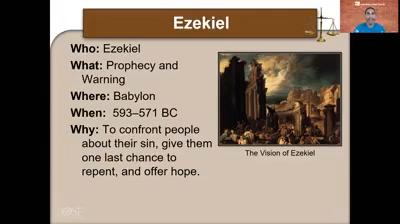 Ezekiel
Who: Ezekiel
What: Prophecy and
Warning
Where: Babylon
When: 593–571 BC
Why: To confront people
about their sin, give them
one last chance to
repent, and offer hope.
The Vision of Ezekiel